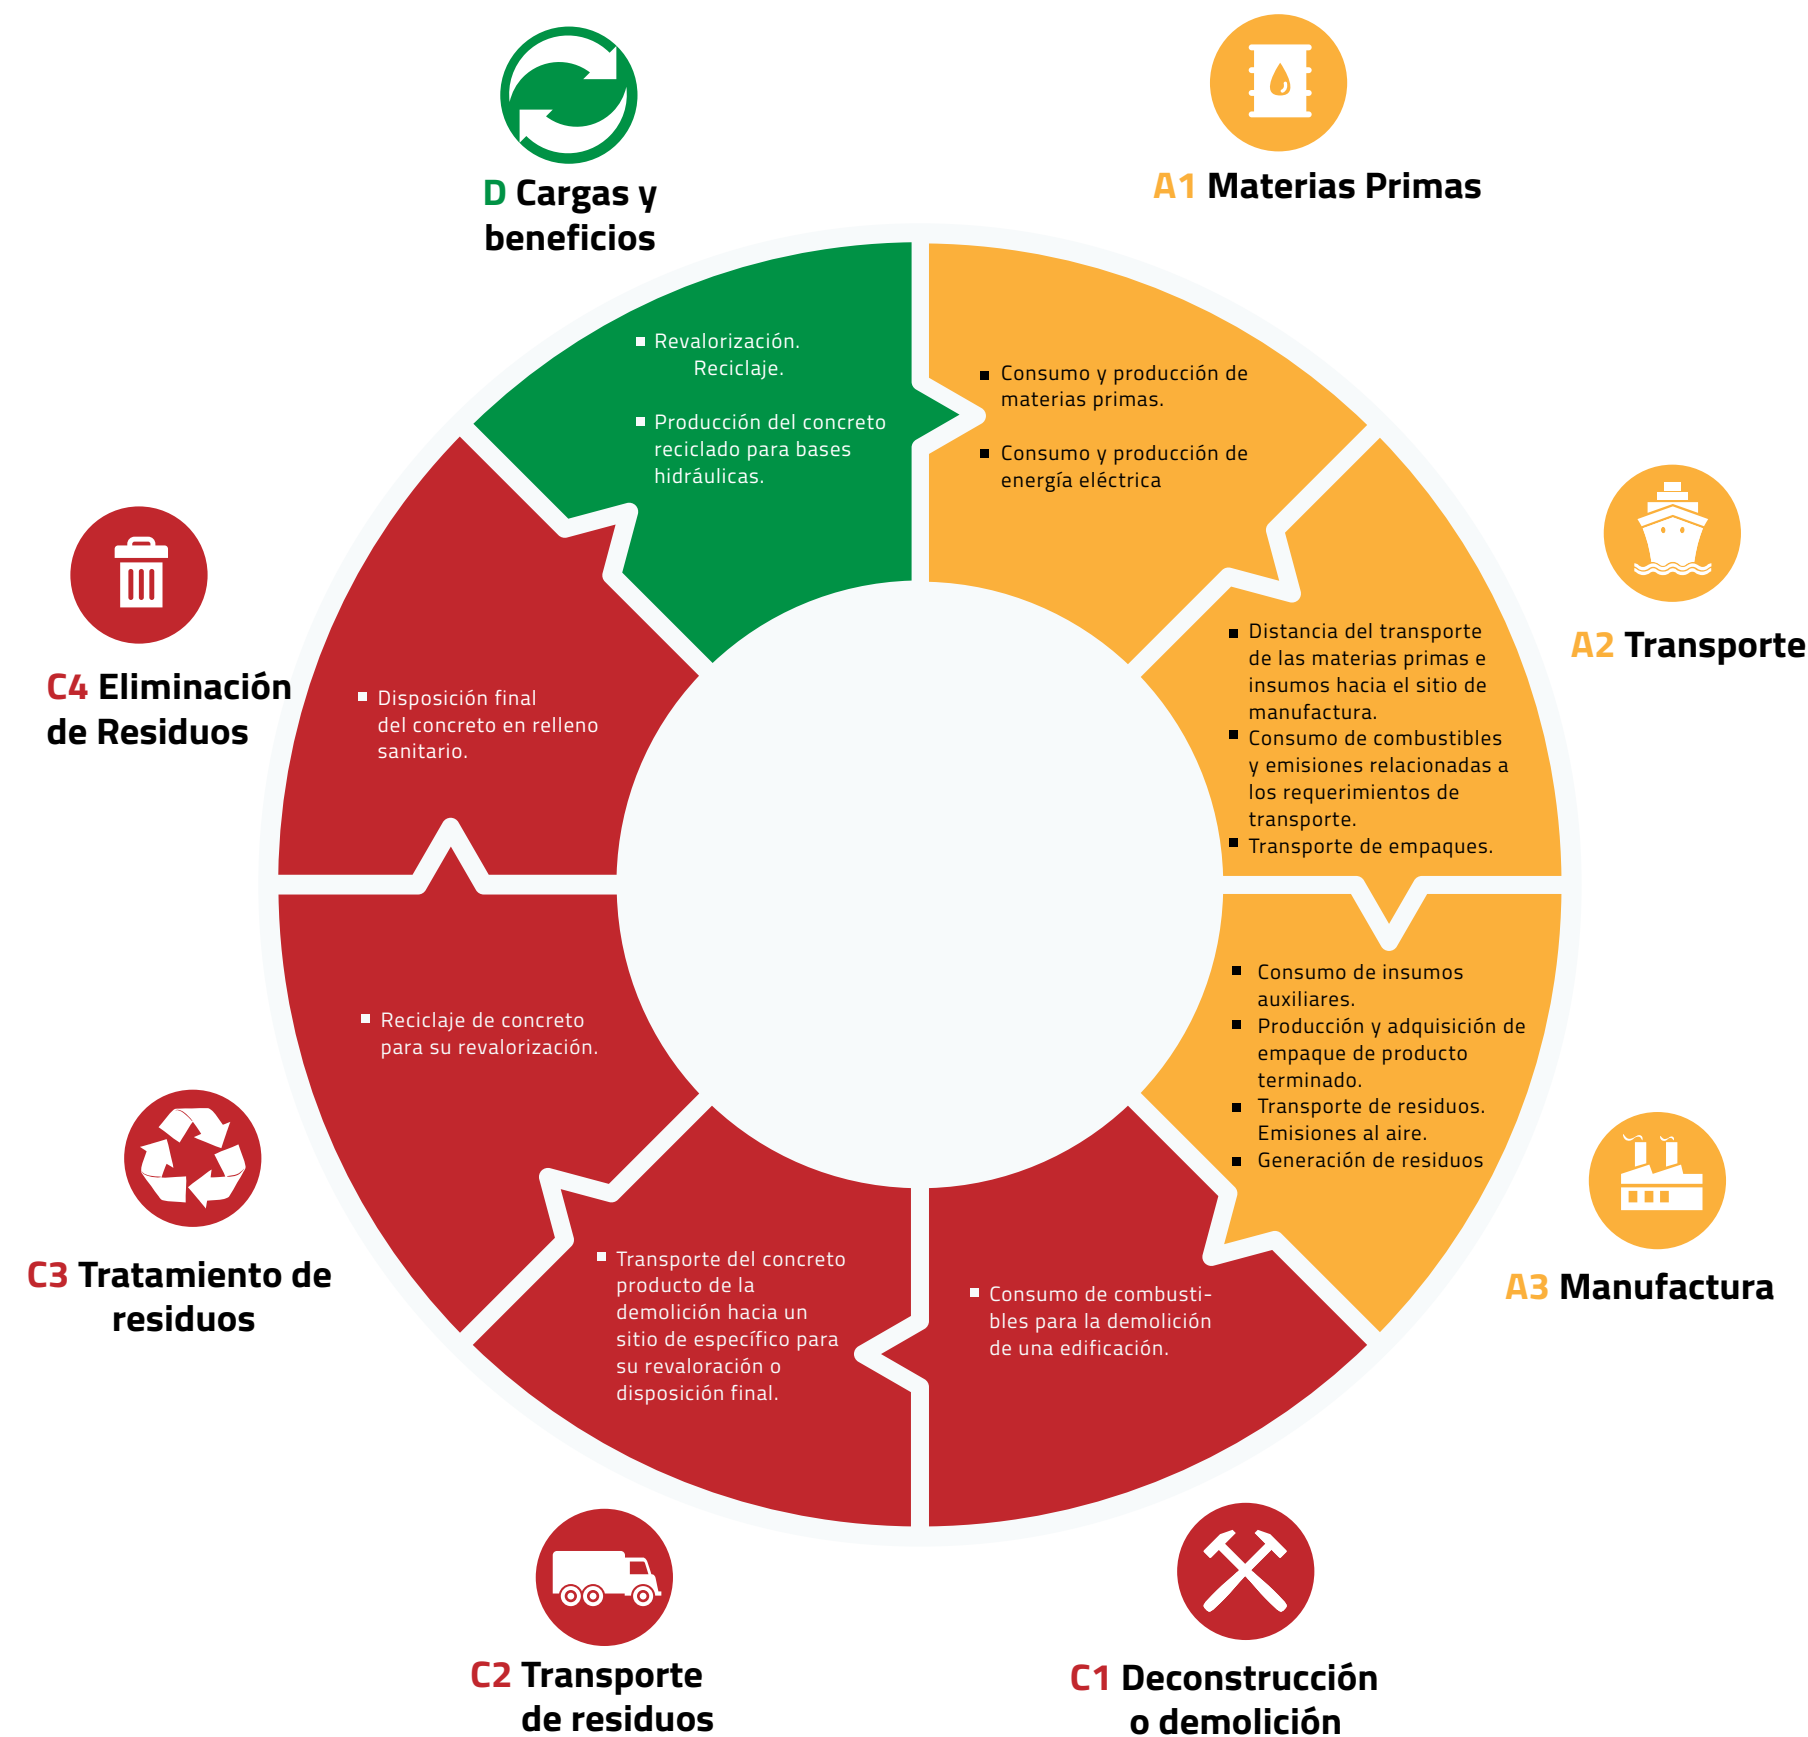 D Cargas y
beneficios
A1 Materias Primas
Revalorización.
Reciclaje.
Producción del concreto
reciclado para bases
hidráulicas.
Consumo y producción de
materias primas.
Consumo y producción de
energía eléctrica
A2 Transporte
Distancia del transporte
de las materias primas e
insumos hacia el sitio de
manufactura.
Consumo de combustibles
y emisiones relacionadas a
los requerimientos de
transporte.
Transporte de empaques.
C4 Eliminación
de Residuos
Disposición final
del concreto en relleno
sanitario.
Consumo de insumos
auxiliares.
Producción y adquisición de
empaque de producto
terminado.
Transporte de residuos.
Emisiones al aire.
Generación de residuos
A3 Manufactura
Reciclaje de concreto
para su revalorización.
C3 Tratamiento de
residuos
Transporte del concreto
producto de la
demolición hacia un
sitio de específico para
su revaloración o
disposición final.
Consumo de combusti-
bles para la demolición
de una edificación.
C2 Transporte
de residuos
C1 Deconstrucción
o demolición